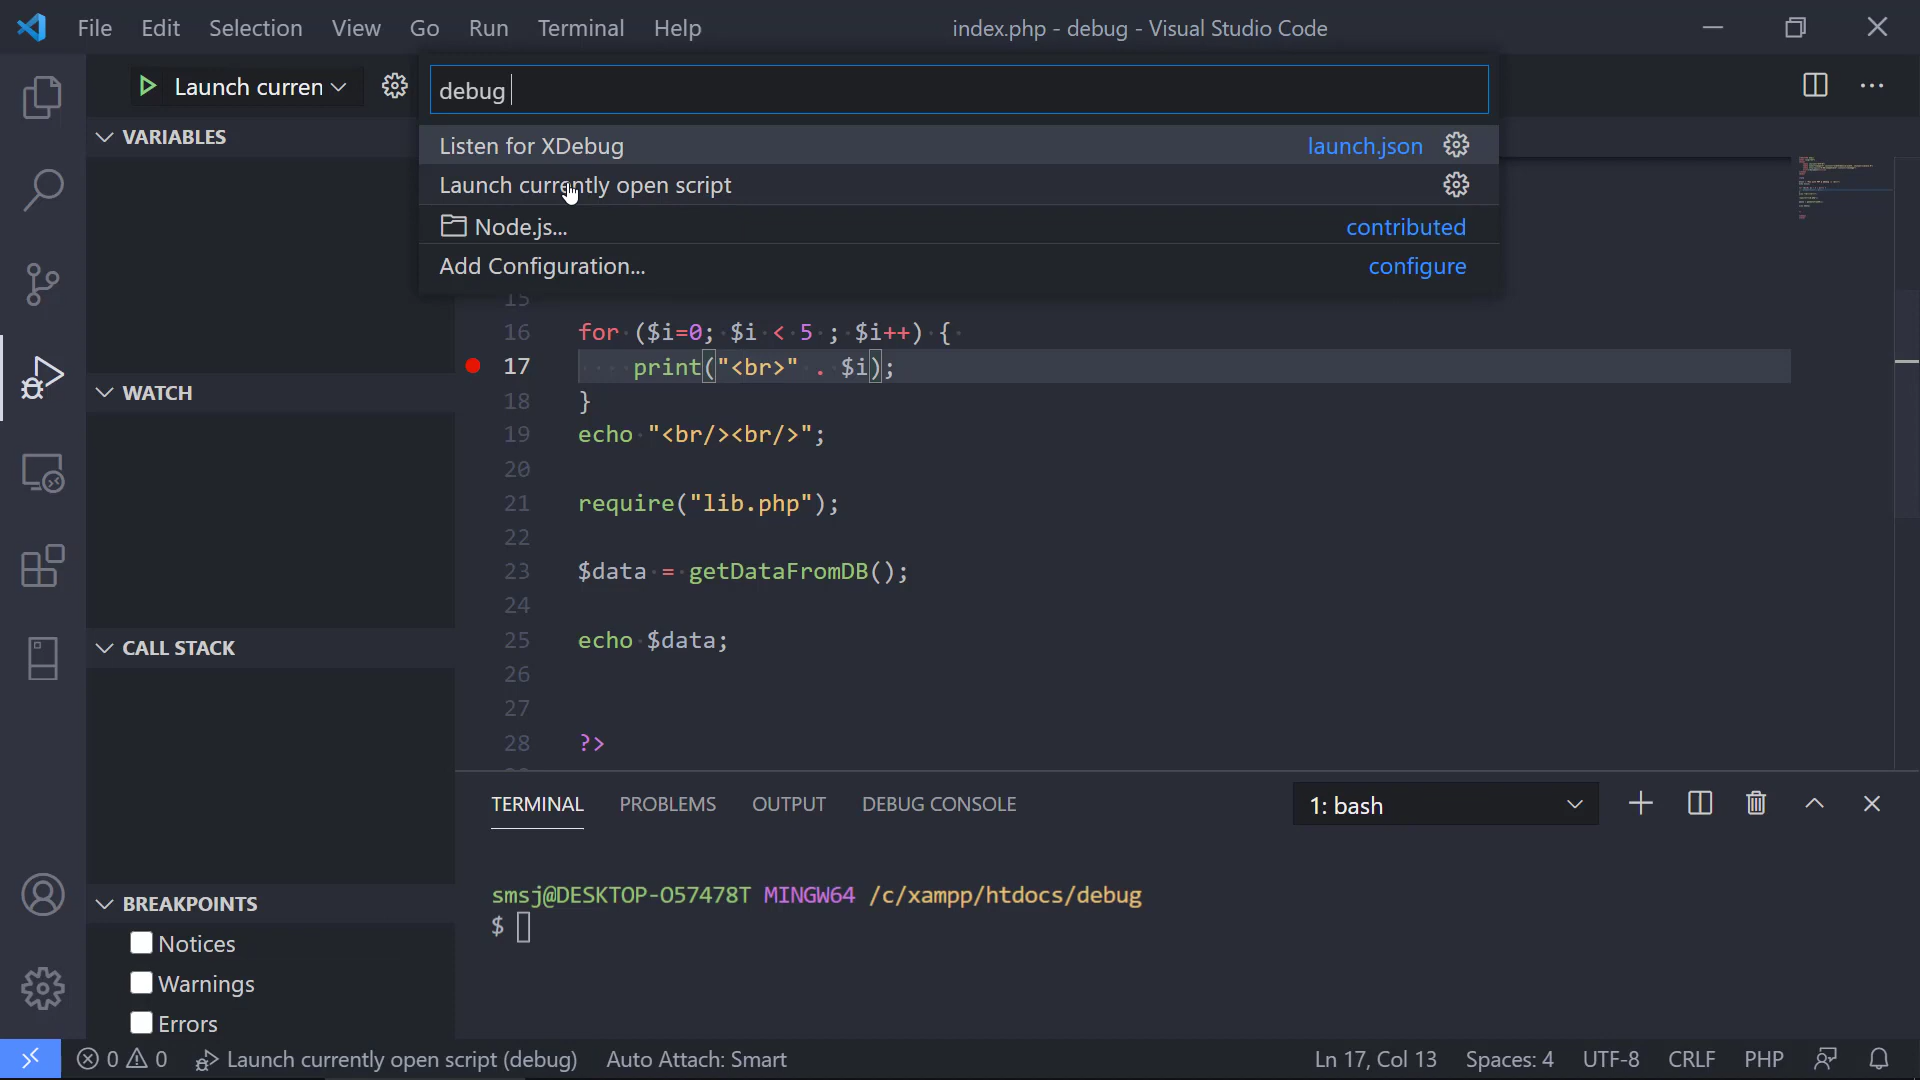 File Edit Selection View Go Run Terminal Help
index.php - debug - Visual Studio Code
Launch curren
debug
Listen for XDebug launch.json
Launch currently open script
Node.js... contributed
Add Configuration... configure
VARIABLES
WATCH
CALL STACK
BREAKPOINTS
Notices
Warnings
Errors
15
16 for ($i=0; $i < 5 ; $i++) {
17 print("<br>" . $i);
18 }
19 echo "<br/><br/>";
20
21 require("lib.php");
22
23 $data = getDataFromDB();
24
25 echo $data;
26
27
28 ?>
TERMINAL PROBLEMS OUTPUT DEBUG CONSOLE
1: bash
smsj@DESKTOP-O57478T MINGW64 /c/xampp/htdocs/debug
$
0 0 Launch currently open script (debug) Auto Attach: Smart
Ln 17, Col 13 Spaces: 4 UTF-8 CRLF PHP